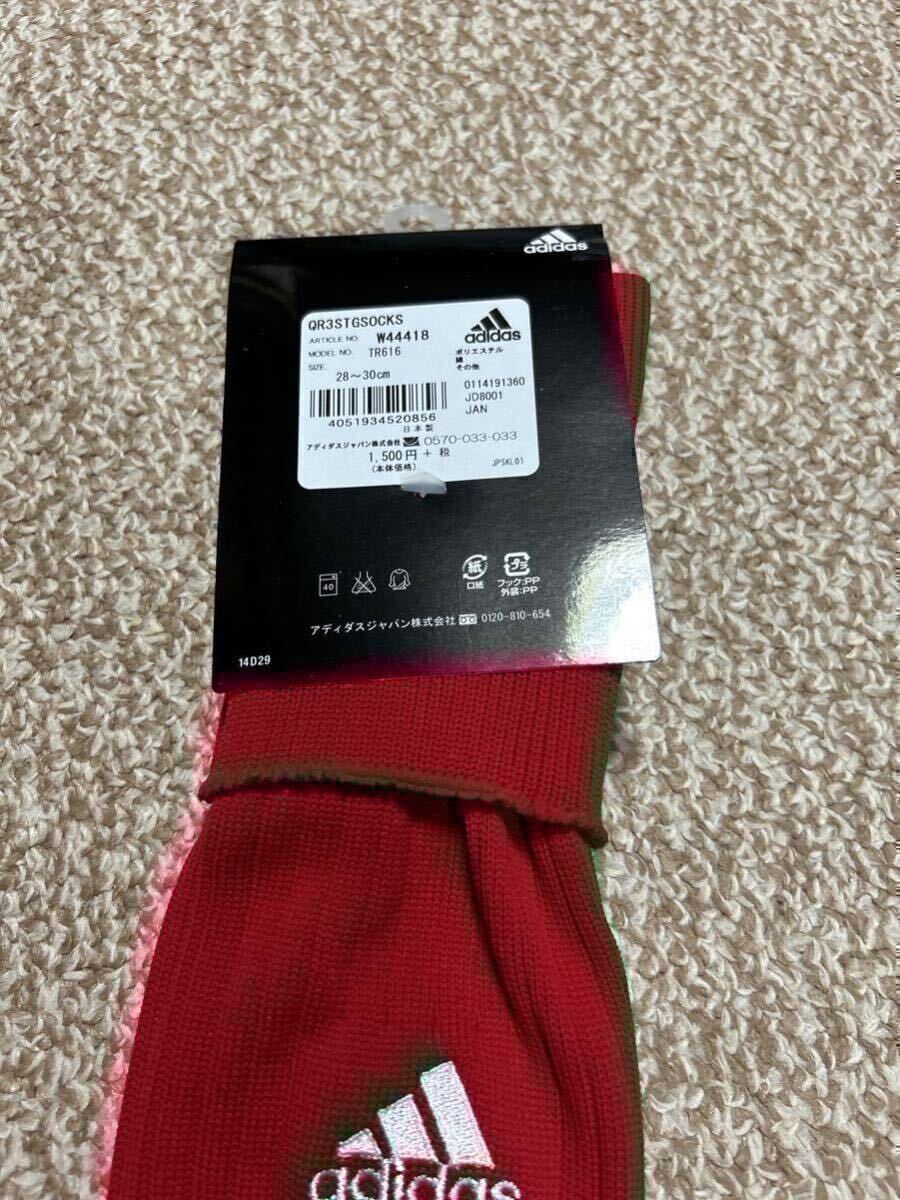 adidas
QR3STGSOCKS
ARTICLE NO. W44418
MODEL NO. TR616
SIZE.
28～30cm
adidas
ポリエステル
綿
その他
0114191360
JD8001
JAN
4051934520856
日本製
アディダスジャパン株式会社 0570-033-033
1,500円 + 税
(本体価格)
JPSKL01
40
紙
口紙
プラ
フック:PP
外装:PP
アディダスジャパン株式会社 0120-810-654
14D29
adidas